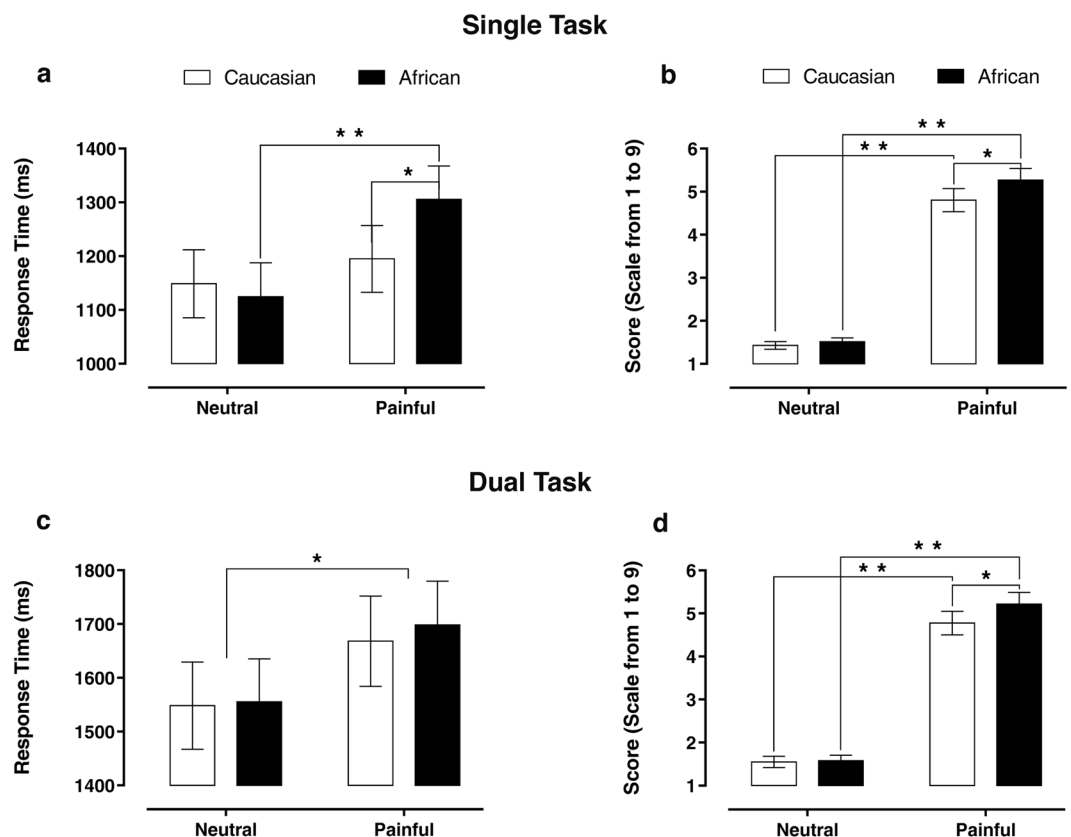 Single Task
a
Caucasian African
Response Time (ms)
1400
1300
1200
1100
1000
* *
*
Neutral Painful
b
Caucasian African
Score (Scale from 1 to 9)
6
5
4
3
2
1
* *
* *
*
Neutral Painful
Dual Task
c
Response Time (ms)
1800
1700
1600
1500
1400
*
Neutral Painful
d
Score (Scale from 1 to 9)
6
5
4
3
2
1
* *
* *
*
Neutral Painful